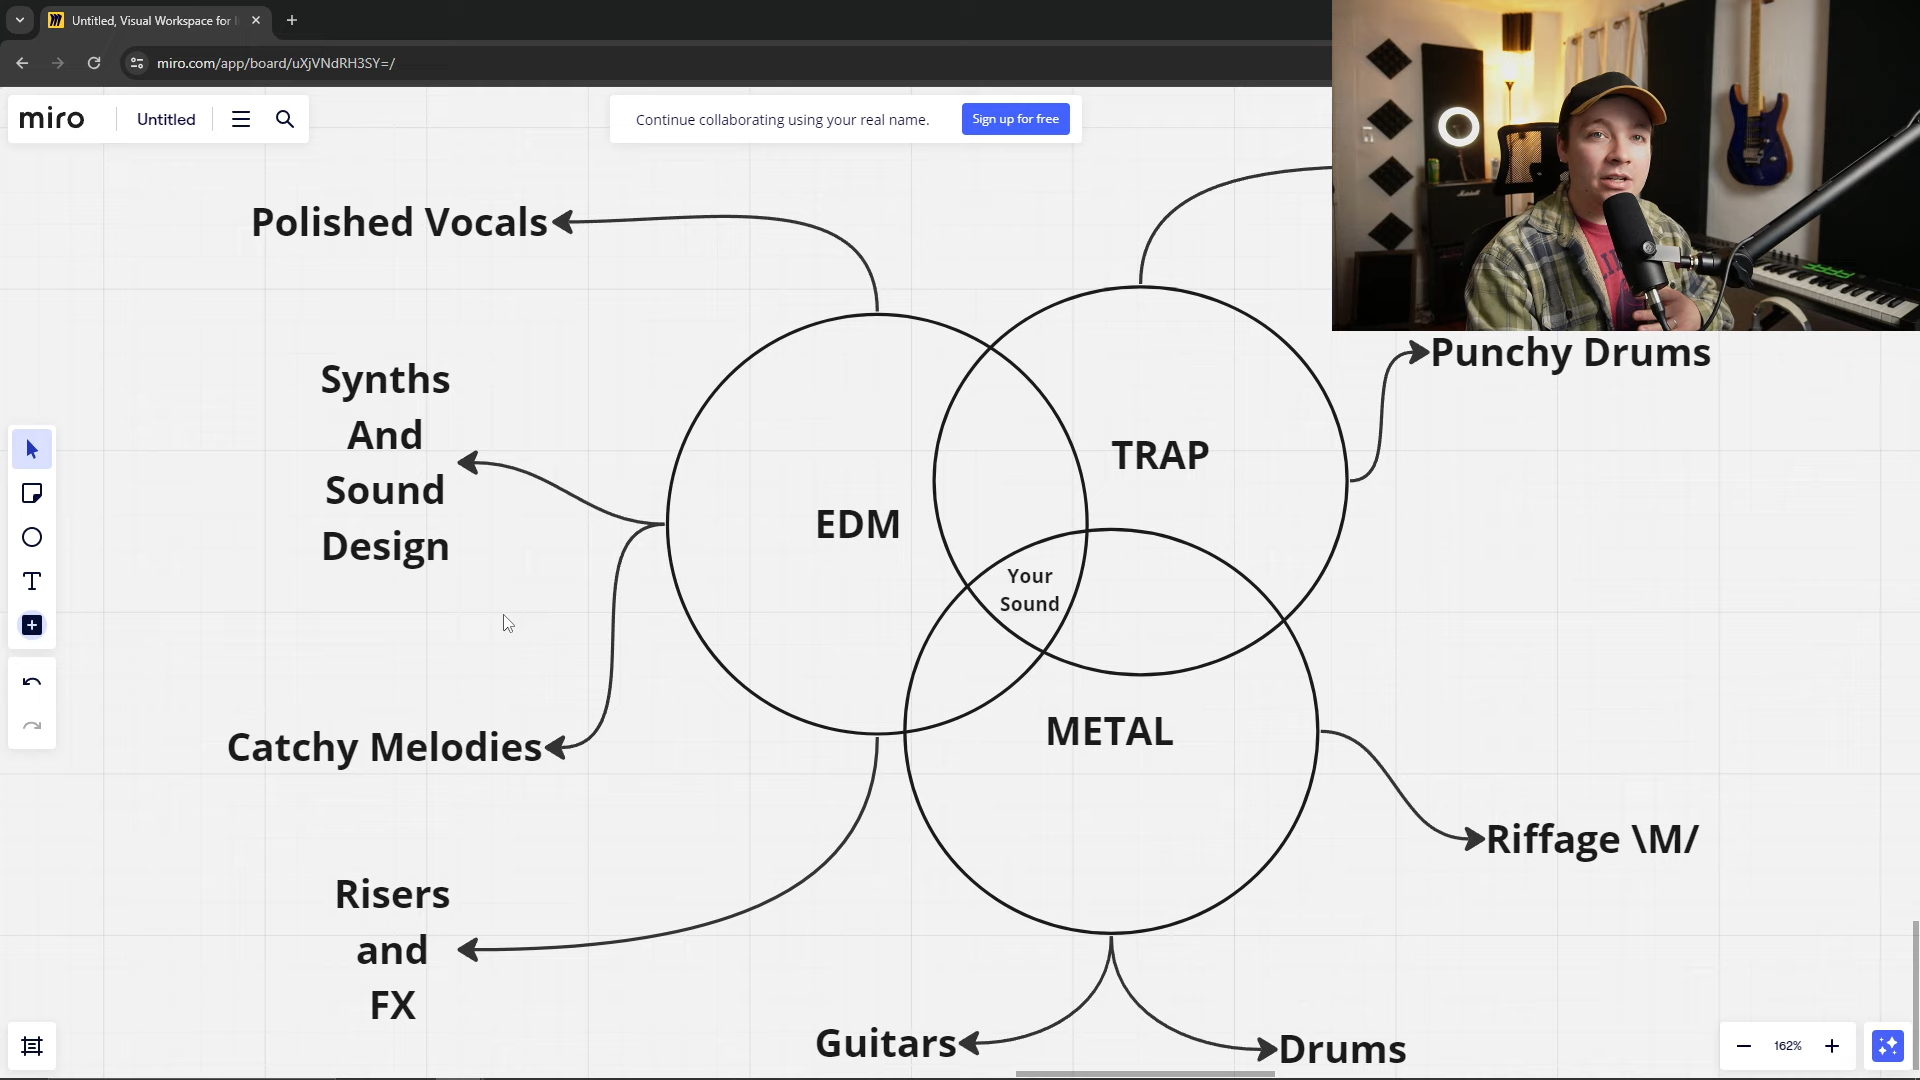 Untitled, Visual Workspace for
miro.com/app/board/uXjVNdRH3SY=/
miro
Untitled
Continue collaborating using your real name.
Sign up for free
Polished Vocals
Synths
And
Sound
Design
Catchy Melodies
Risers
and
FX
EDM
TRAP
Your
Sound
METAL
Punchy Drums
Riffage \M/
Guitars
Drums
162%